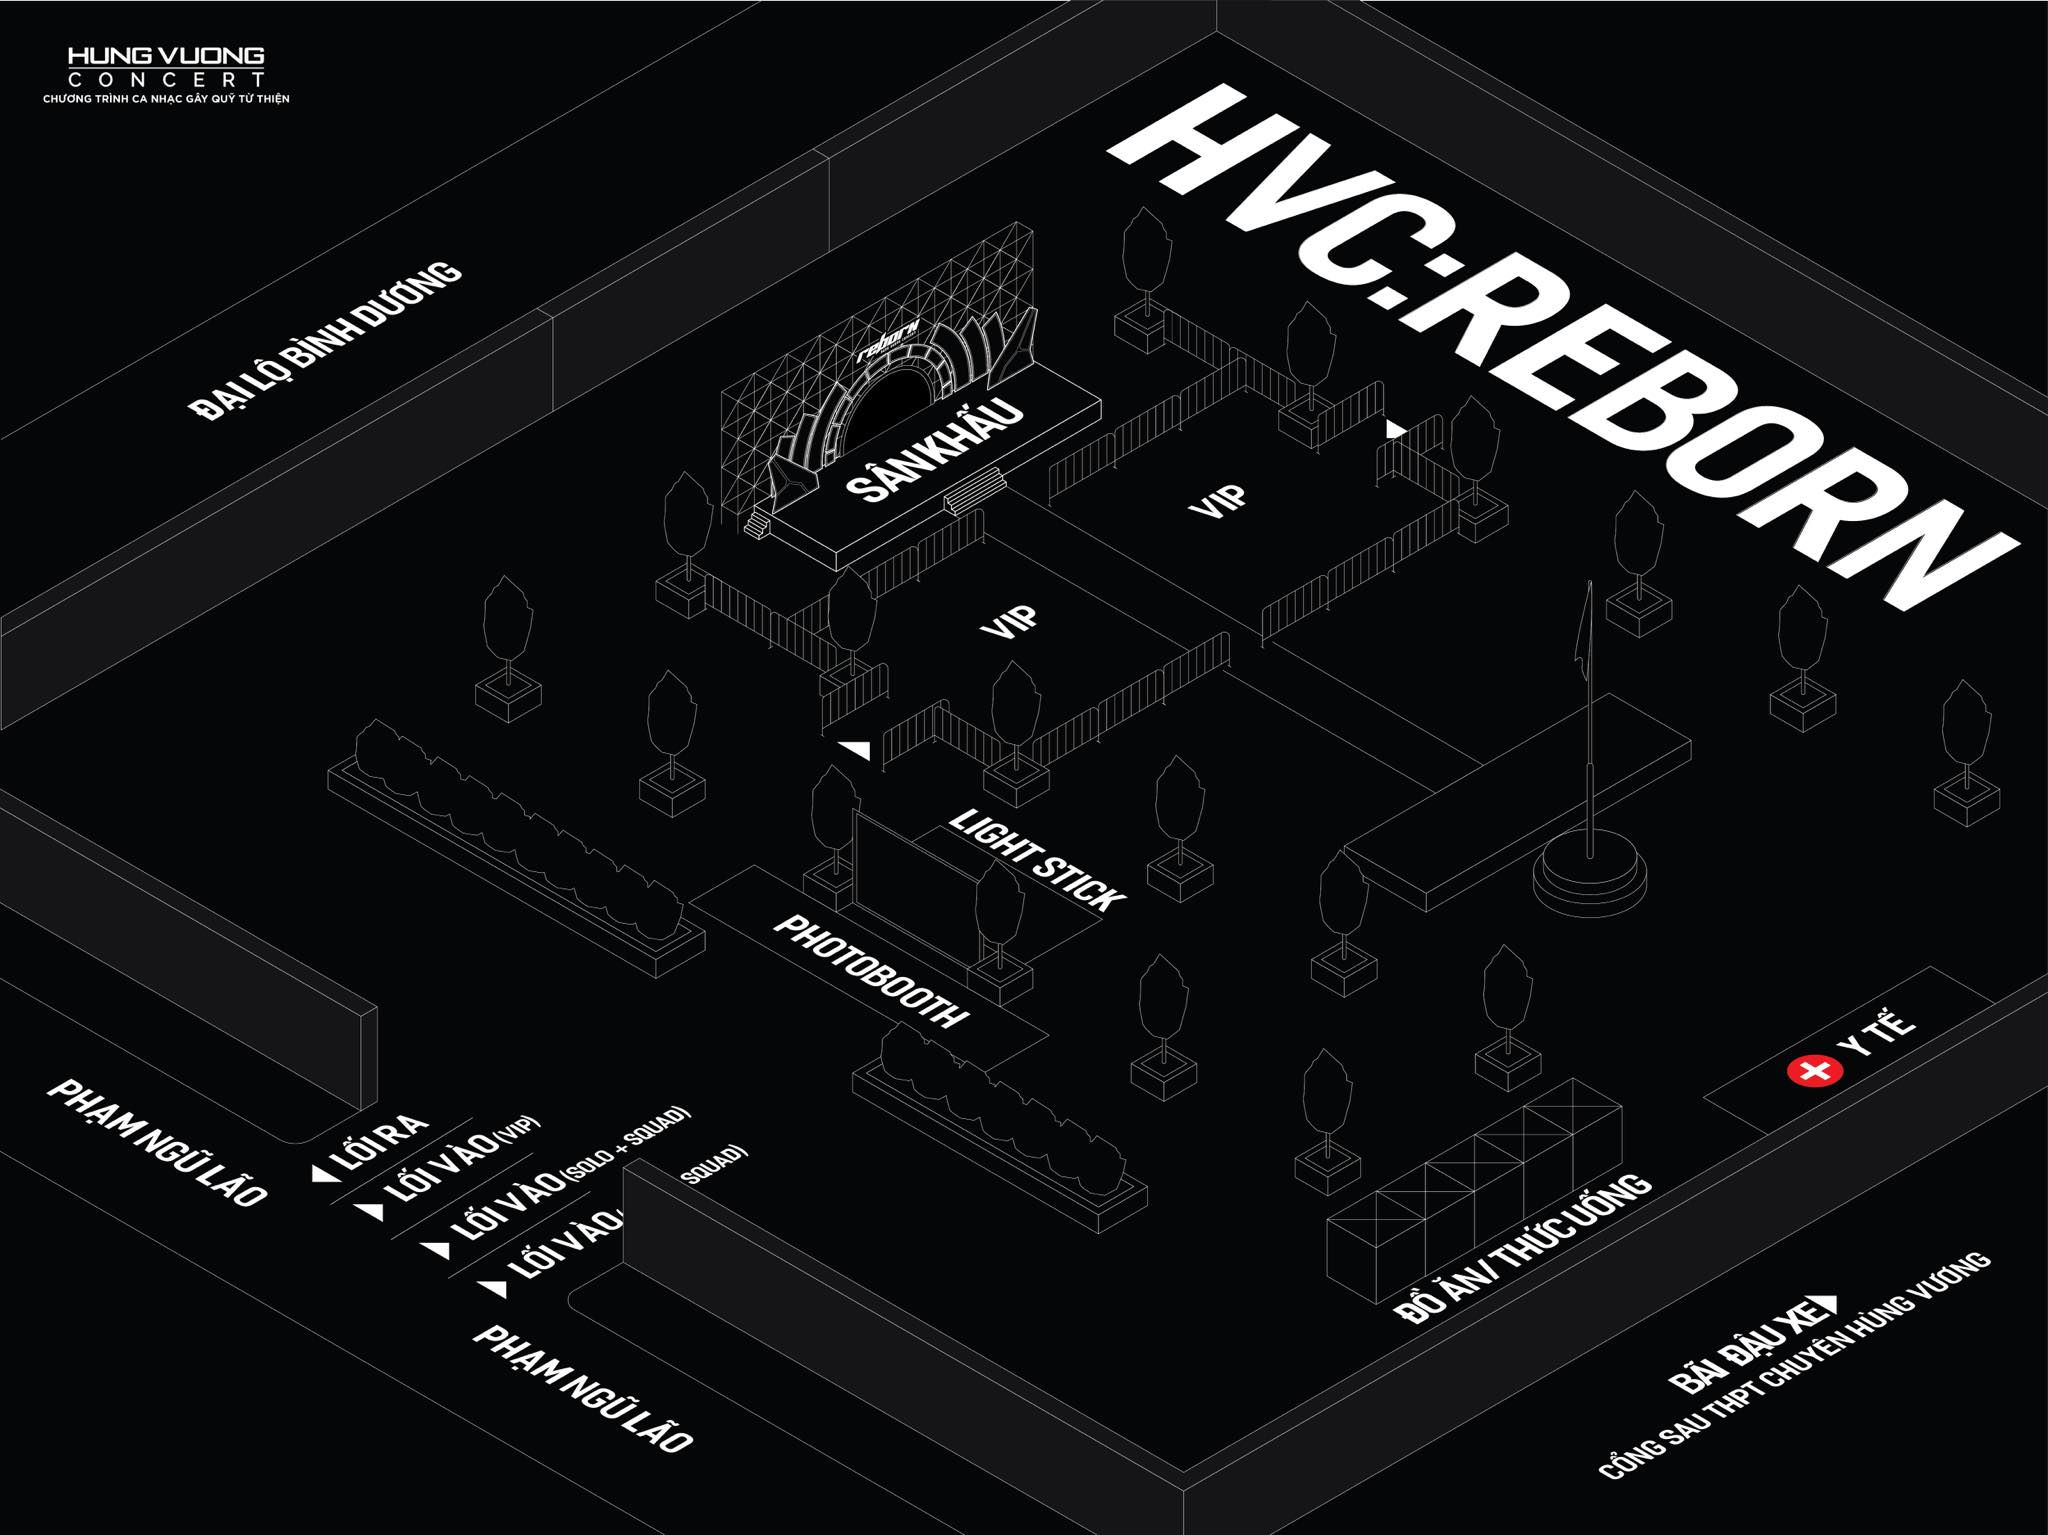 HUNG VUONG
CONCERT
CHƯƠNG TRÌNH CA NHẠC GÂY QUỸ TỪ THIỆN
HVC:REBORN
ĐẠI LỘ BÌNH DƯƠNG
reborn
SÂN KHẤU
VIP
VIP
LIGHT STICK
PHOTOBOOTH
Y TẾ
PHẠM NGŨ LÃO
LỐI RA
LỐI VÀO (VIP)
LỐI VÀO (SOLO + SQUAD)
LỐI VÀO ( SQUAD)
ĐỒ ĂN/ THỨC UỐNG
BÃI ĐẬU XE
CỔNG SAU THPT CHUYÊN HÙNG VƯƠNG
PHẠM NGŨ LÃO